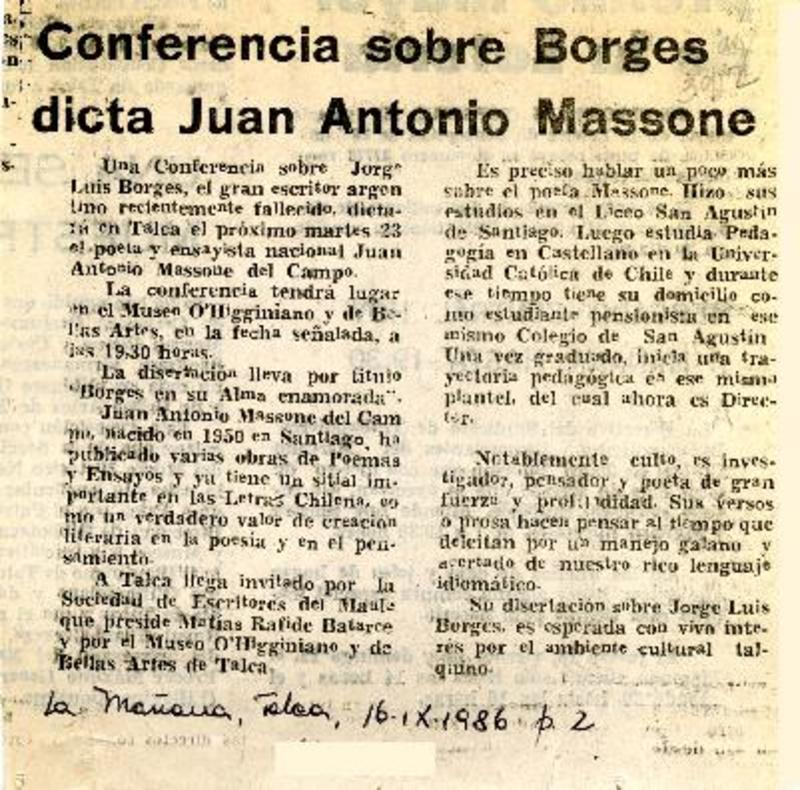 Conferencia sobre Borges
dicta Juan Antonio Massone
Una Conferencia sobre Jorge
Luis Borges, el gran escritor argen
tino recientemente fallecido, dicta-
rá en Talca el próximo martes 23
el poeta y ensayista nacional Juan
Antonio Massone del Campo.
La conferencia tendrá lugar
en el Museo O'Higginiano y de Be-
llas Artes, en la fecha señalada, a
las 19,30 horas.
La disertación lleva por título
"Borges en su Alma enamorada".
Juan Antonio Massone del Cam
po, nacido en 1950 en Santiago, ha
publicado varias obras de Poemas
y Ensayos y ya tiene un sitial im-
portante en las Letras Chilena, co
mo un verdadero valor de creación
literaria en la poesía y en el pen-
samiento.
A Talca llega invitado por la
Sociedad de Escritores del Maule
que preside Matías Rafide Batarce
y por el Museo O'Higginiano y de
Bellas Artes de Talca.
Es preciso hablar un poco más
sobre el poeta Massone. Hizo sus
estudios en el Liceo San Agustín
de Santiago. Luego estudia Peda-
gogía en Castellano en la Univer-
sidad Católica de Chile y durante
ese tiempo tiene su domicilio co-
mo estudiante pensionista en ese
mismo Colegio de San Agustín
Una vez graduado, inicia una tra-
yectoria pedagógica en ese mismo
plantel, del cual ahora es Direc-
tor.
Notablemente culto, es inves-
tigador, pensador y poeta de gran
fuerza y profundidad. Sus versos
o prosa hacen pensar al tiempo que
deleitan por un manejo galano y
acertado de nuestro rico lenguaje
idiomático.
Su disertación sobre Jorge Luis
Borges, es esperada con vivo inte-
rés por el ambiente cultural tal-
quino.
La Mañana, Talca, 16-IX-1986 p. 2